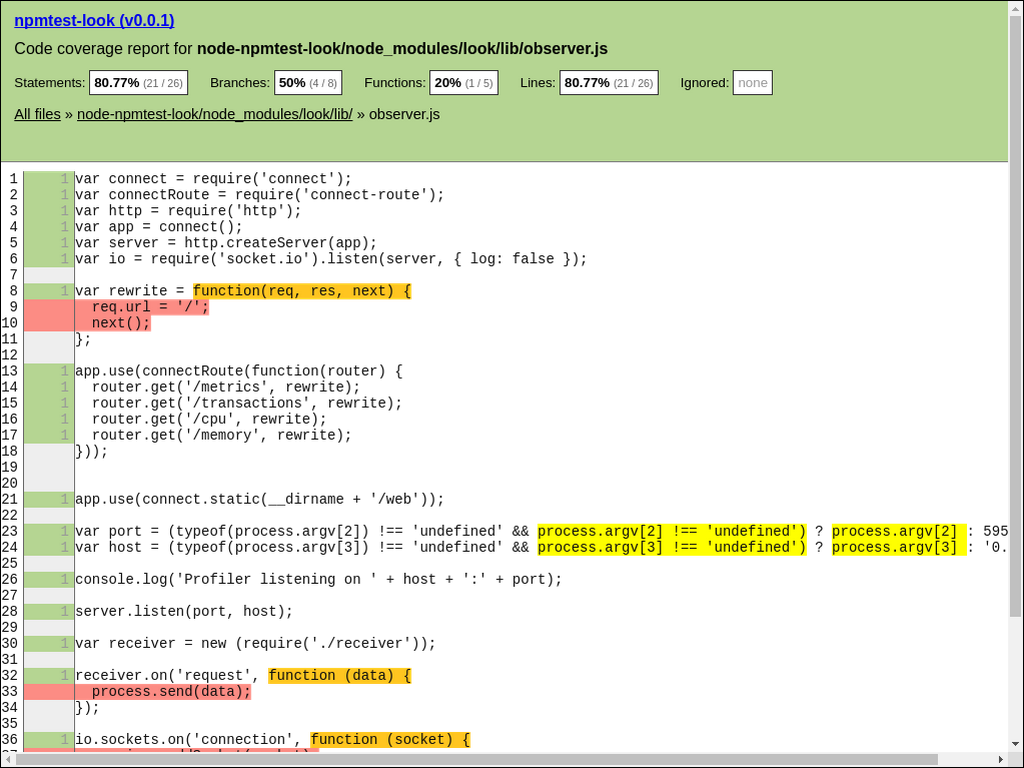 npmtest-look (v0.0.1)
Code coverage report for node-npmtest-look/node_modules/look/lib/observer.js
Statements: 80.77% (21 / 26) Branches: 50% (4 / 8) Functions: 20% (1 / 5) Lines: 80.77% (21 / 26) Ignored: none
All files » node-npmtest-look/node_modules/look/lib/ » observer.js
1 1 var connect = require('connect');
2 1 var connectRoute = require('connect-route');
3 1 var http = require('http');
4 1 var app = connect();
5 1 var server = http.createServer(app);
6 1 var io = require('socket.io').listen(server, { log: false });
7
8 1 var rewrite = function(req, res, next) {
9 req.url = '/';
10 next();
11 };
12
13 1 app.use(connectRoute(function(router) {
14 1 router.get('/metrics', rewrite);
15 1 router.get('/transactions', rewrite);
16 1 router.get('/cpu', rewrite);
17 1 router.get('/memory', rewrite);
18 }));
19
20
21 1 app.use(connect.static(__dirname + '/web'));
22
23 1 var port = (typeof(process.argv[2]) !== 'undefined' && process.argv[2] !== 'undefined') ? process.argv[2] : 595
24 1 var host = (typeof(process.argv[3]) !== 'undefined' && process.argv[3] !== 'undefined') ? process.argv[3] : '0.
25
26 1 console.log('Profiler listening on ' + host + ':' + port);
27
28 1 server.listen(port, host);
29
30 1 var receiver = new (require('./receiver'));
31
32 1 receiver.on('request', function (data) {
33 process.send(data);
34 });
35
36 1 io.sockets.on('connection', function (socket) {